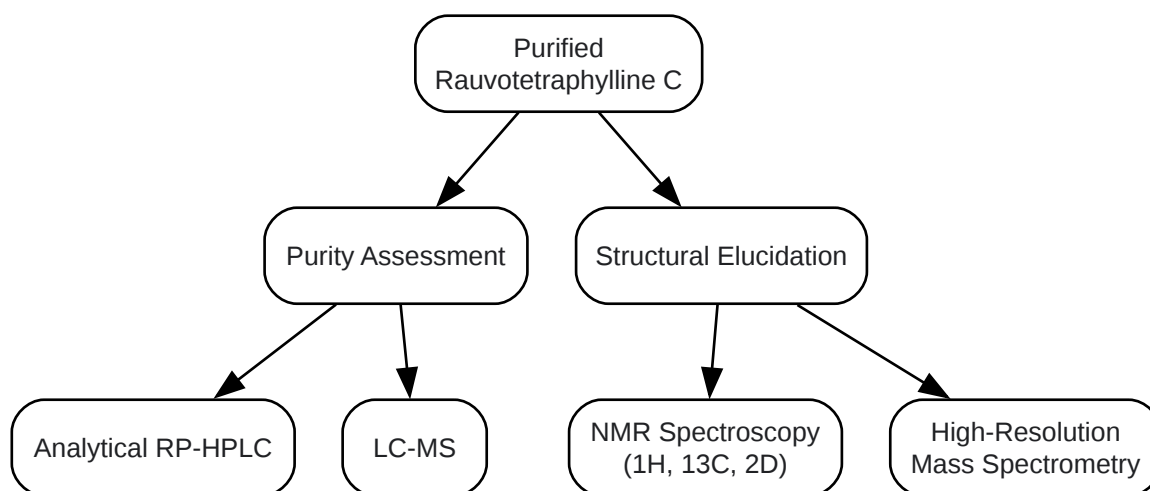 Purified
Rauvotetraphylline C
Purity Assessment
Structural Elucidation
Analytical RP-HPLC
LC-MS
NMR Spectroscopy
(1H, 13C, 2D)
High-Resolution
Mass Spectrometry